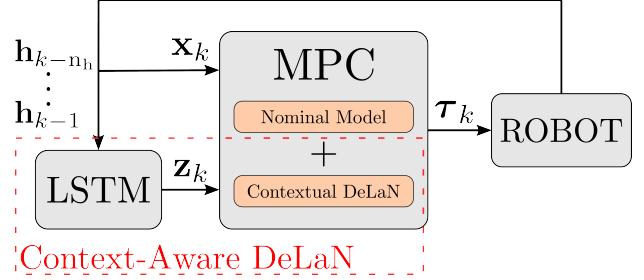 h_{k−n_h}
⋮
h_{k−1}
x_k
MPC
Nominal Model
+
Contextual DeLaN
τ_k
ROBOT
LSTM
z_k
Context-Aware DeLaN